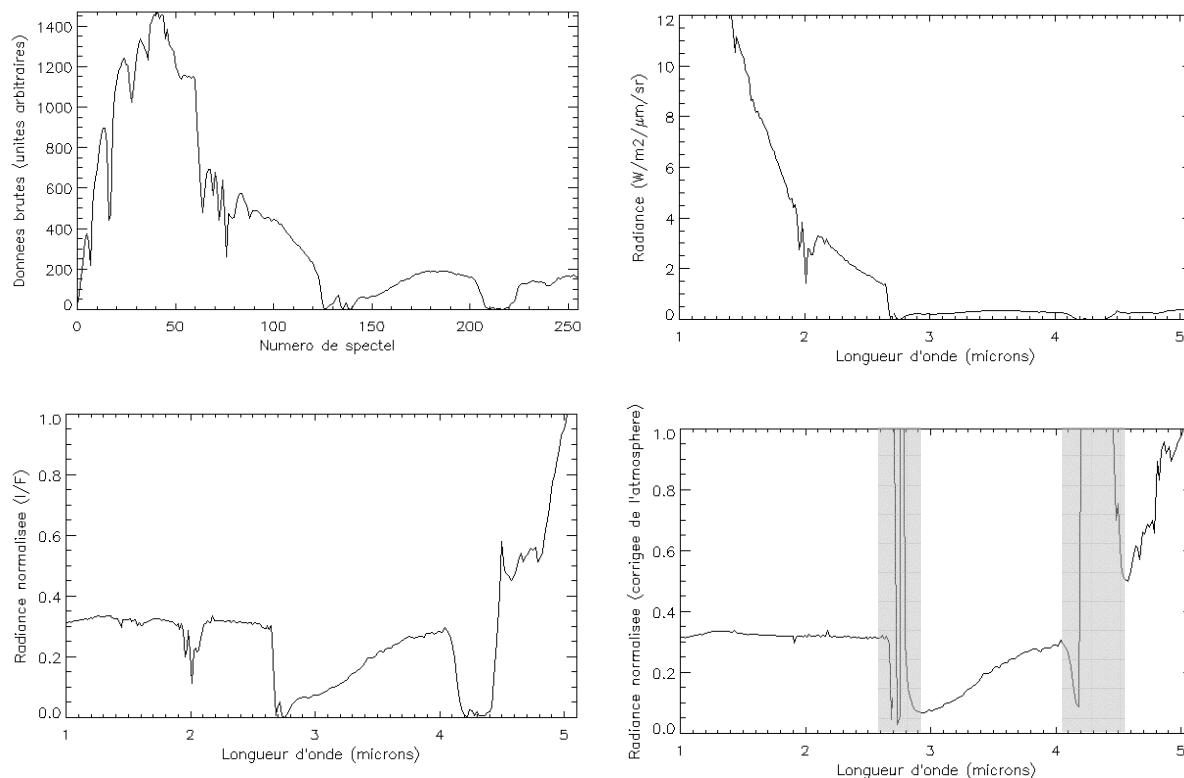 Donnees brutes (unites arbitraires)
1400
1200
1000
800
600
400
200
0
0 50 100 150 200 250
Numero de spectel
Radiance (W/m2/μm/sr)
12
10
8
6
4
2
0
1 2 3 4 5
Longueur d'onde (microns)
Radiance normalisee (I/F)
1.0
0.8
0.6
0.4
0.2
0.0
1 2 3 4 5
Longueur d'onde (microns)
Radiance normalisee (corrigee de l'atmosphere)
1.0
0.8
0.6
0.4
0.2
0.0
1 2 3 4 5
Longueur d'onde (microns)